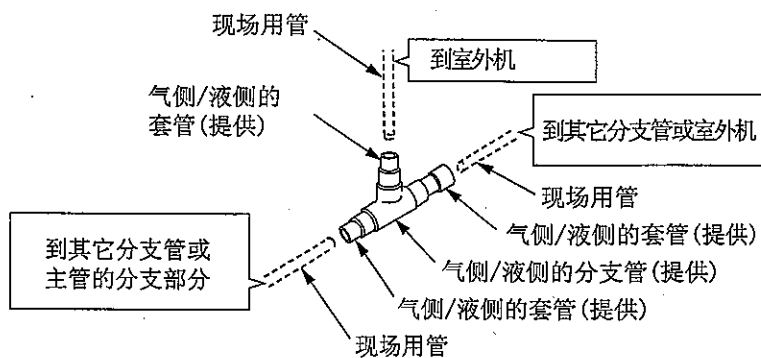 现场用管
到室外机
气侧/液侧的
套管(提供)
到其它分支管或室外机
现场用管
气侧/液侧的套管(提供)
到其它分支管或
主管的分支部分
气侧/液侧的分支管(提供)
气侧/液侧的套管(提供)
现场用管